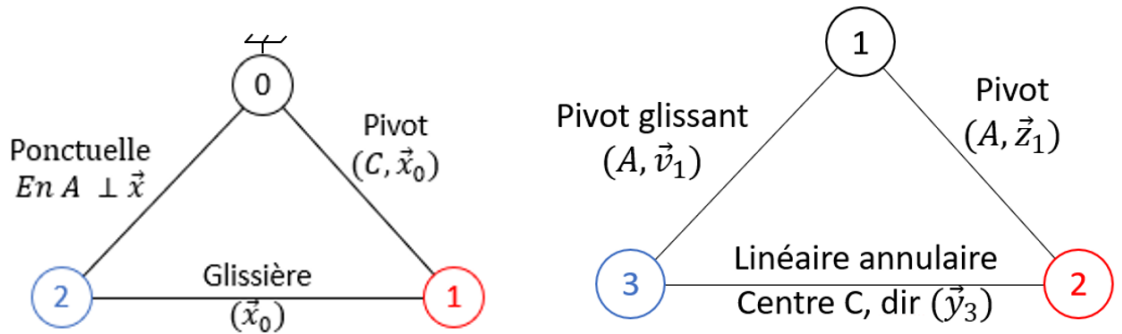 0
Ponctuelle
En A ⊥ x⃗
Pivot
(C, x⃗₀)
2
Glissière
(x⃗₀)
1
1
Pivot glissant
(A, v⃗₁)
Pivot
(A, z⃗₁)
3
Linéaire annulaire
Centre C, dir (y⃗₃)
2